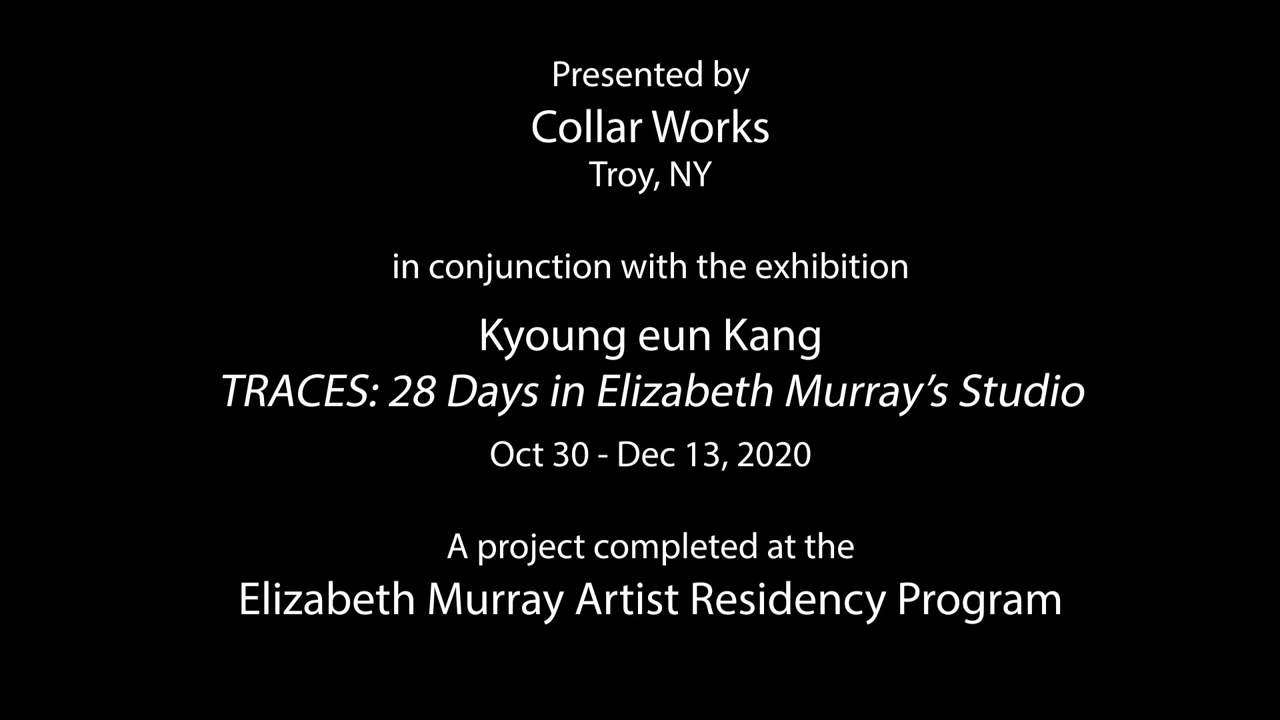 Presented by
Collar Works
Troy, NY
in conjunction with the exhibition
Kyoung eun Kang
TRACES: 28 Days in Elizabeth Murray’s Studio
Oct 30 - Dec 13, 2020
A project completed at the
Elizabeth Murray Artist Residency Program